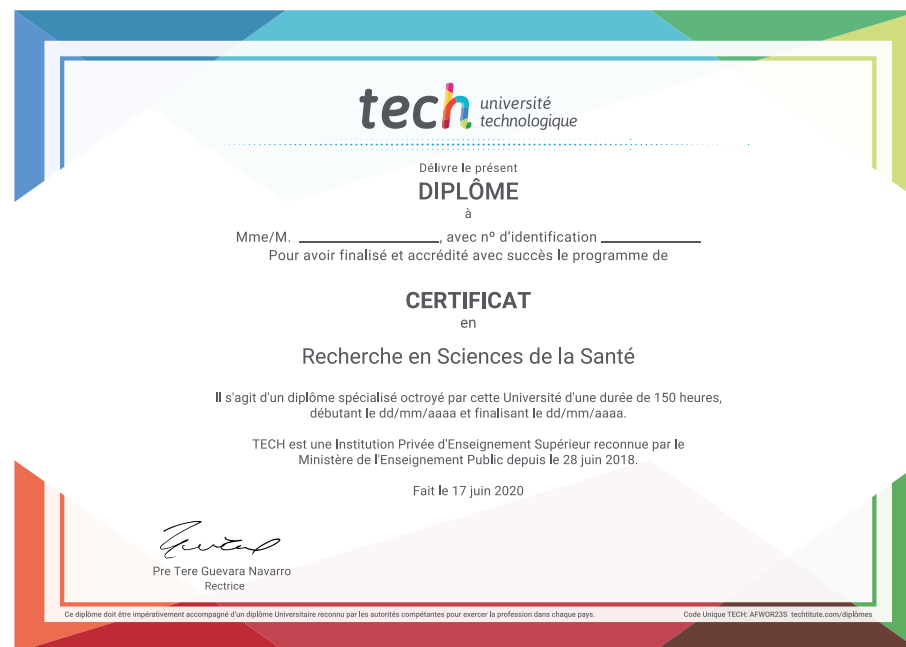 tech université
technologique
Délivre le présent
DIPLÔME
à
Mme/M. ____________________, avec nº d'identification ______________
Pour avoir finalisé et accrédité avec succès le programme de
CERTIFICAT
en
Recherche en Sciences de la Santé
Il s'agit d'un diplôme spécialisé octroyé par cette Université d'une durée de 150 heures,
débutant le dd/mm/aaaa et finalisant le dd/mm/aaaa.
TECH est une Institution Privée d'Enseignement Supérieur reconnue par le
Ministère de l'Enseignement Public depuis le 28 juin 2018.
Fait le 17 juin 2020
Pre Tere Guevara Navarro
Rectrice
Ce diplôme doit être impérativement accompagné d'un diplôme Universitaire reconnu par les autorités compétantes pour exercer la profession dans chaque pays.
Code Unique TECH: AFWOR23S techtitute.com/diplômes